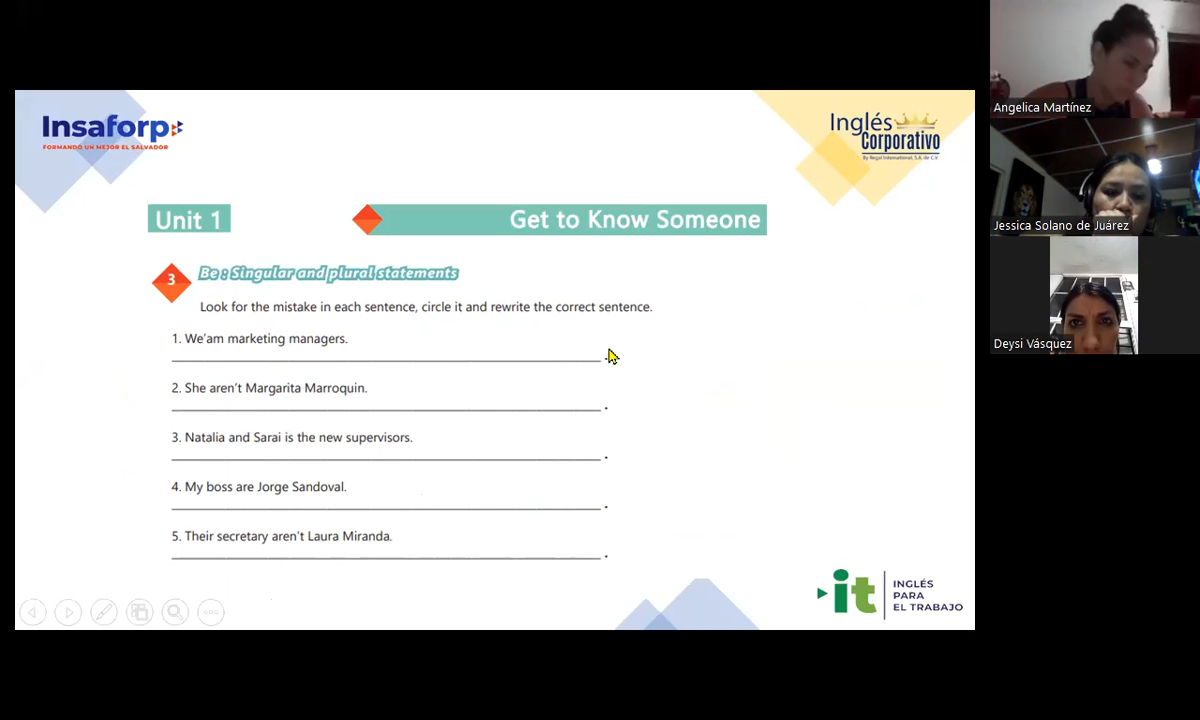 Insaforp
FORMANDO UN MEJOR EL SALVADOR
Inglés
Corporativo
By Regal International, S.A. de C.V.
Unit 1
Get to Know Someone
3
Be : Singular and plural statements
Look for the mistake in each sentence, circle it and rewrite the correct sentence.
1. We'am marketing managers.
2. She aren't Margarita Marroquin.
3. Natalia and Sarai is the new supervisors.
4. My boss are Jorge Sandoval.
5. Their secretary aren't Laura Miranda.
it
INGLÉS
PARA
EL TRABAJO
Angelica Martínez
Jessica Solano de Juárez
Deysi Vásquez